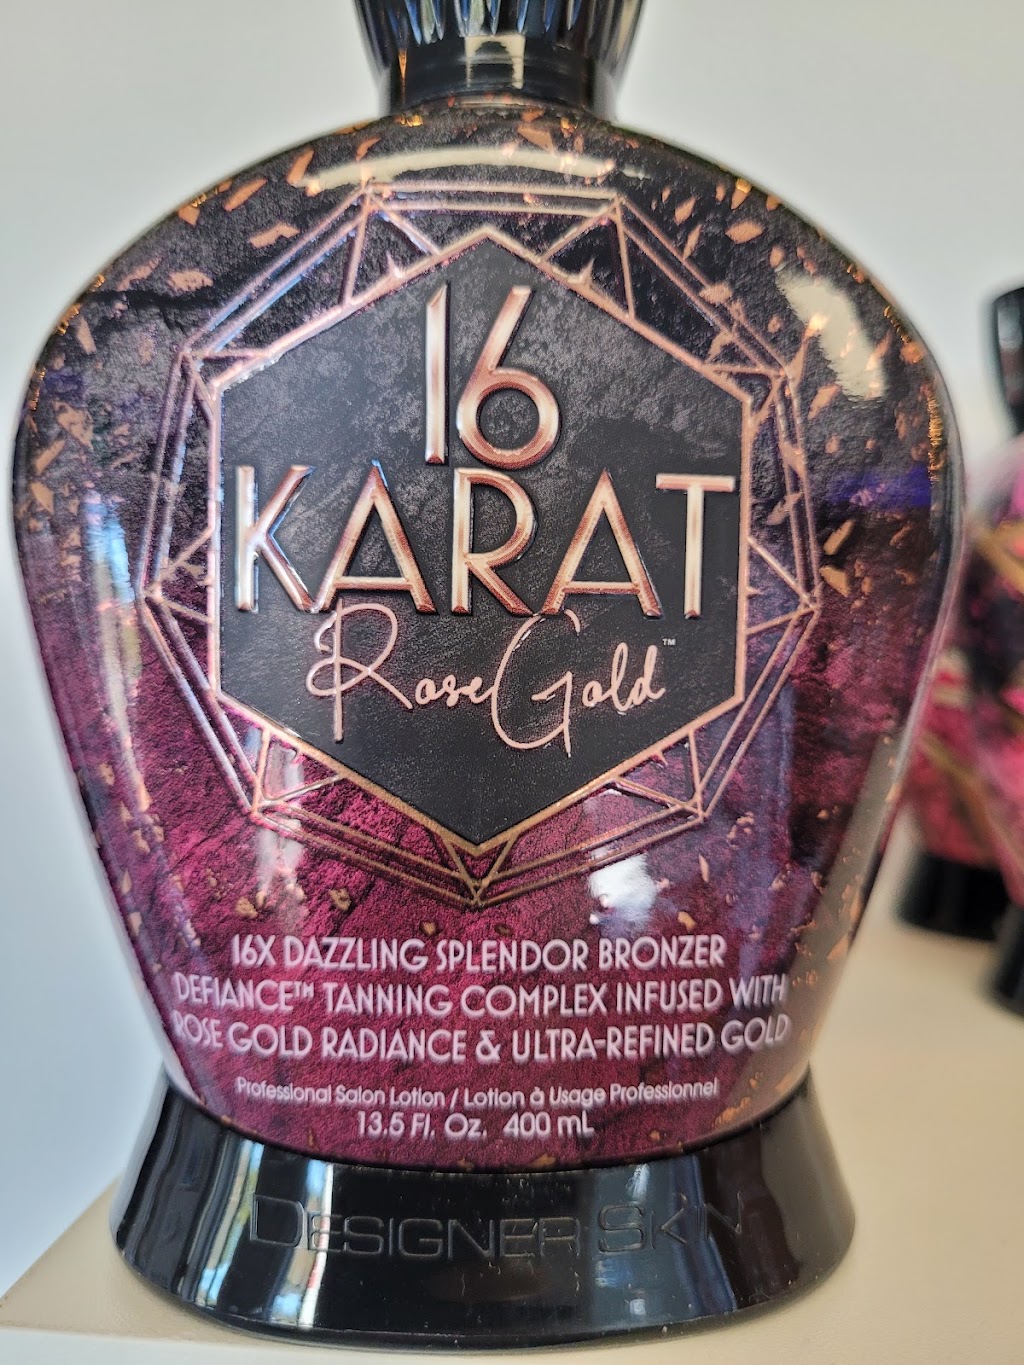 16
KARAT
Rose Gold™
16X DAZZLING SPLENDOR BRONZER
DEFIANCE™ TANNING COMPLEX INFUSED WITH
ROSE GOLD RADIANCE & ULTRA-REFINED GOLD
Professional Salon Lotion / Lotion à Usage Professionnel
13.5 Fl. Oz. 400 mL
DESIGNER SKIN